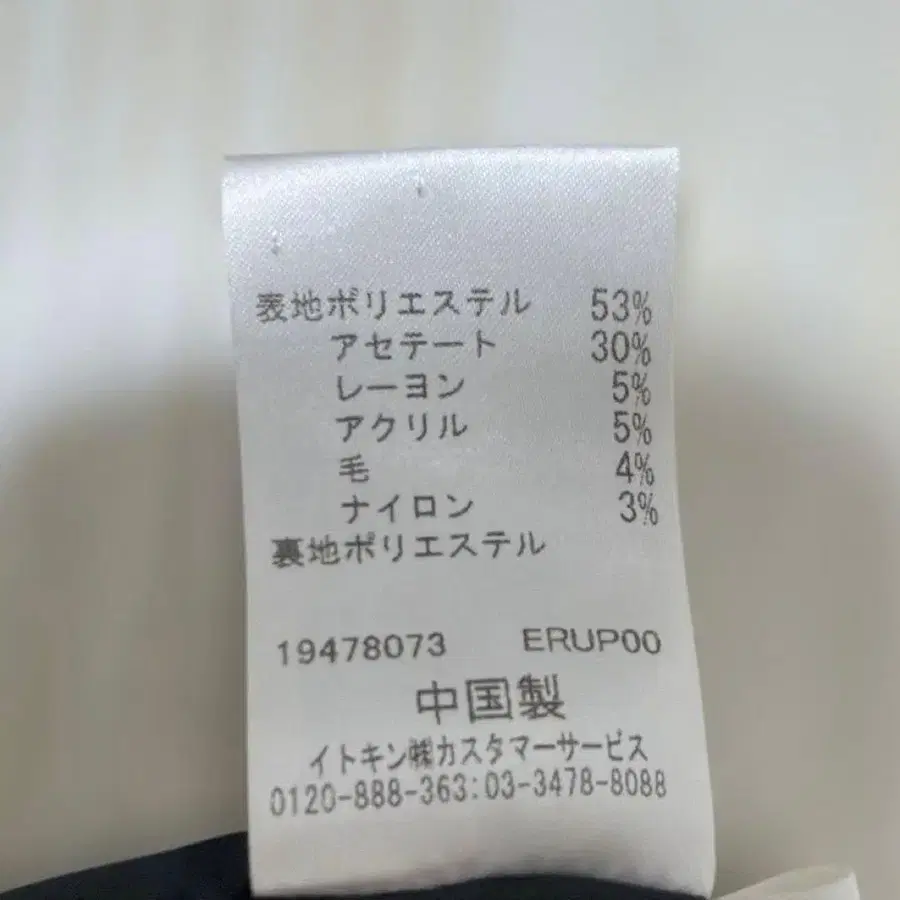 表地ポリエステル 53%
アセテート 30%
レーヨン 5%
アクリル 5%
毛 4%
ナイロン 3%
裏地ポリエステル
19478073 ERUP00
中国製
イトキン㈱カスタマーサービス
0120-888-363:03-3478-8088